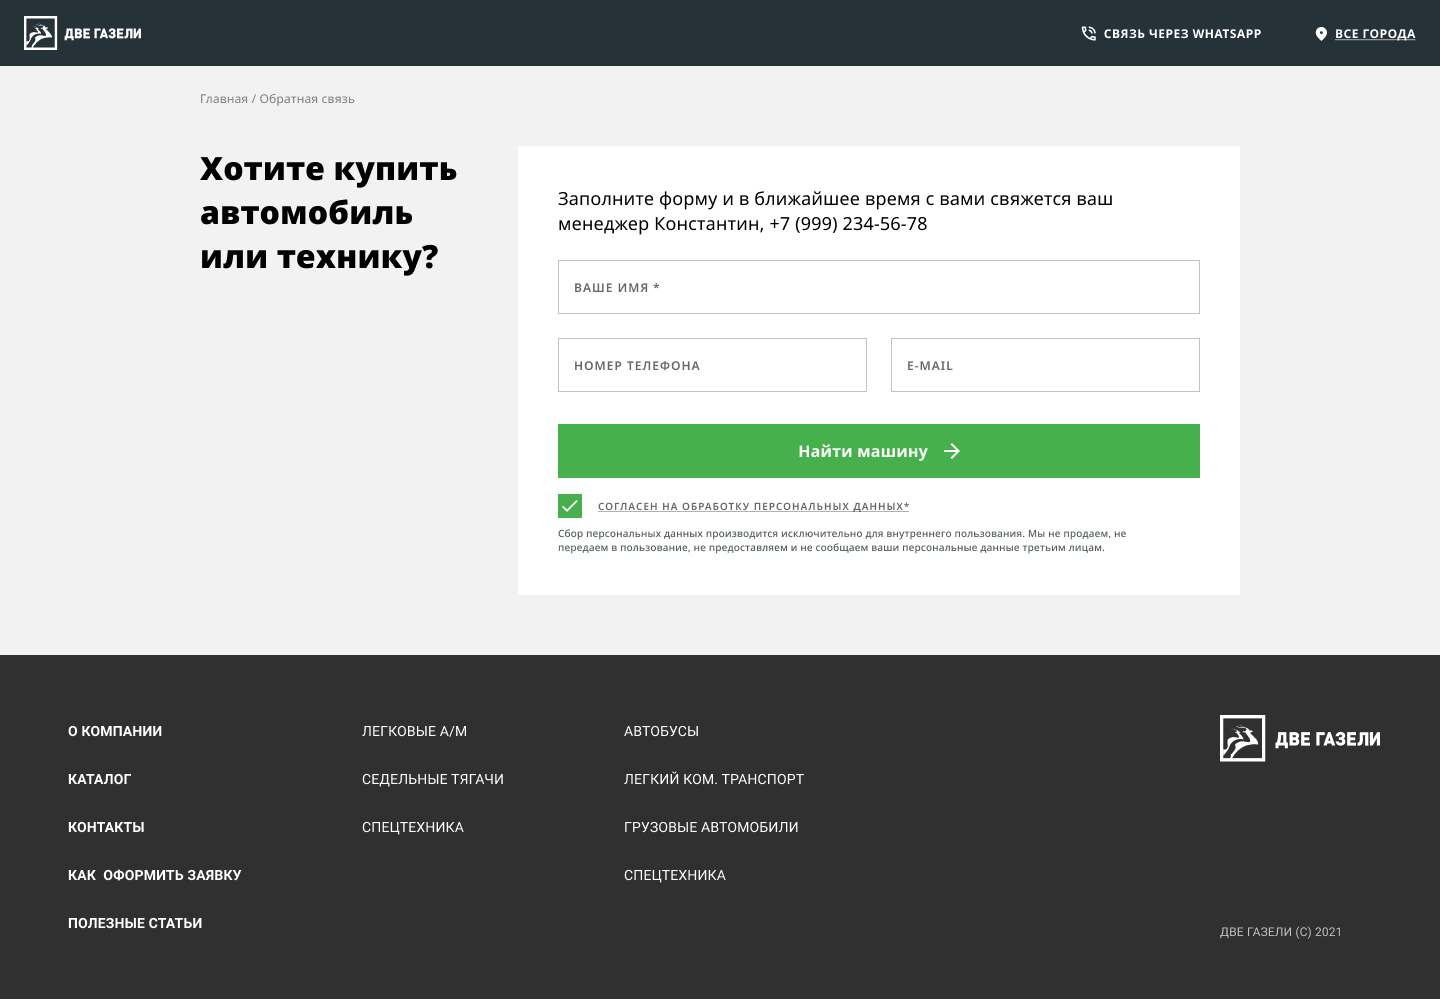 ДВЕ ГАЗЕЛИ
СВЯЗЬ ЧЕРЕЗ WHATSAPP
ВСЕ ГОРОДА
Главная / Обратная связь
Хотите купить
автомобиль
или технику?
Заполните форму и в ближайшее время с вами свяжется ваш
менеджер Константин, +7 (999) 234-56-78
ВАШЕ ИМЯ *
НОМЕР ТЕЛЕФОНА
E-MAIL
Найти машину
СОГЛАСЕН НА ОБРАБОТКУ ПЕРСОНАЛЬНЫХ ДАННЫХ*
Сбор персональных данных производится исключительно для внутреннего пользования. Мы не продаем, не
передаем в пользование, не предоставляем и не сообщаем ваши персональные данные третьим лицам.
О КОМПАНИИ
КАТАЛОГ
КОНТАКТЫ
КАК  ОФОРМИТЬ ЗАЯВКУ
ПОЛЕЗНЫЕ СТАТЬИ
ЛЕГКОВЫЕ А/М
СЕДЕЛЬНЫЕ ТЯГАЧИ
СПЕЦТЕХНИКА
АВТОБУСЫ
ЛЕГКИЙ КОМ. ТРАНСПОРТ
ГРУЗОВЫЕ АВТОМОБИЛИ
СПЕЦТЕХНИКА
ДВЕ ГАЗЕЛИ
ДВЕ ГАЗЕЛИ (С) 2021